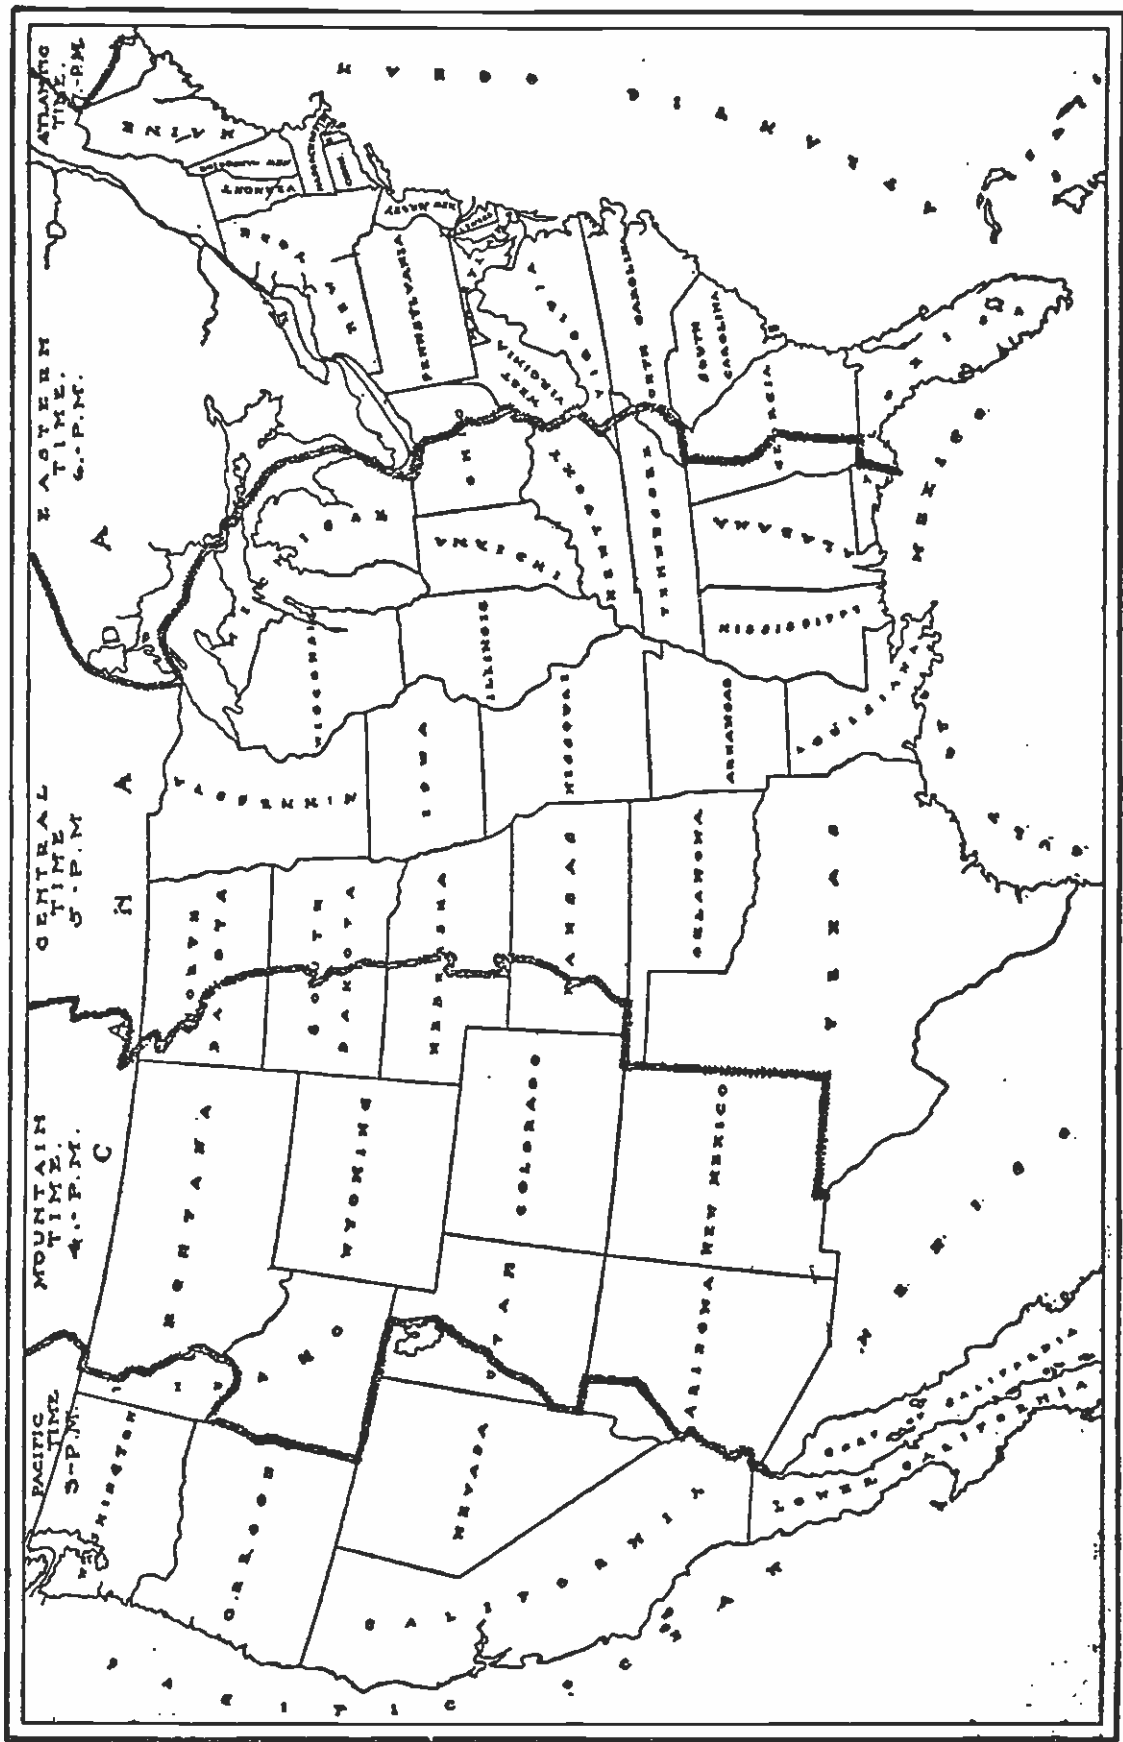 PACIFIC
TIME
3-P.M.
MOUNTAIN
TIME.
4.-P.M.
CENTRAL
TIME
5-P.M
EASTERN
TIME.
6.-P.M.
ATLANTIC
TIME.
7.-P.M.
CANADA
WASHINGTON
OREGON
CALIFORNIA
NEVADA
IDAHO
MONTANA
WYOMING
UTAH
COLORADO
ARIZONA
NEW MEXICO
NORTH
DAKOTA
SOUTH
DAKOTA
NEBRASKA
KANSAS
OKLAHOMA
TEXAS
MINNESOTA
IOWA
MISSOURI
ARKANSAS
LOUISIANA
WISCONSIN
ILLINOIS
MICHIGAN
INDIANA
OHIO
KENTUCKY
TENNESSEE
MISSISSIPPI
ALABAMA
GEORGIA
FLORIDA
SOUTH
CAROLINA
NORTH CAROLINA
VIRGINIA
WEST
VIRGINIA
PENNSYLVANIA
NEW YORK
NEW JERSEY
VERMONT
NEW HAMPSHIRE
MAINE
CONN.
PACIFIC OCEAN
ATLANTIC OCEAN
GULF OF MEXICO
MEXICO
GULF OF CALIFORNIA
LOWER CALIFORNIA